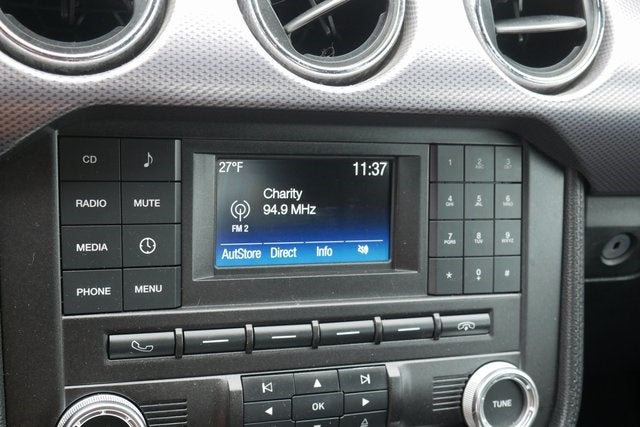 CD
RADIO
MUTE
MEDIA
PHONE
MENU
27°F
11:37
Charity
94.9 MHz
FM 2
AutStore
Direct
Info
1
2 ABC
3 DEF
4 GHI
5 JKL
6 MNO
7 PQRS
8 TUV
9 WXYZ
*
0 +
#
OK
TUNE